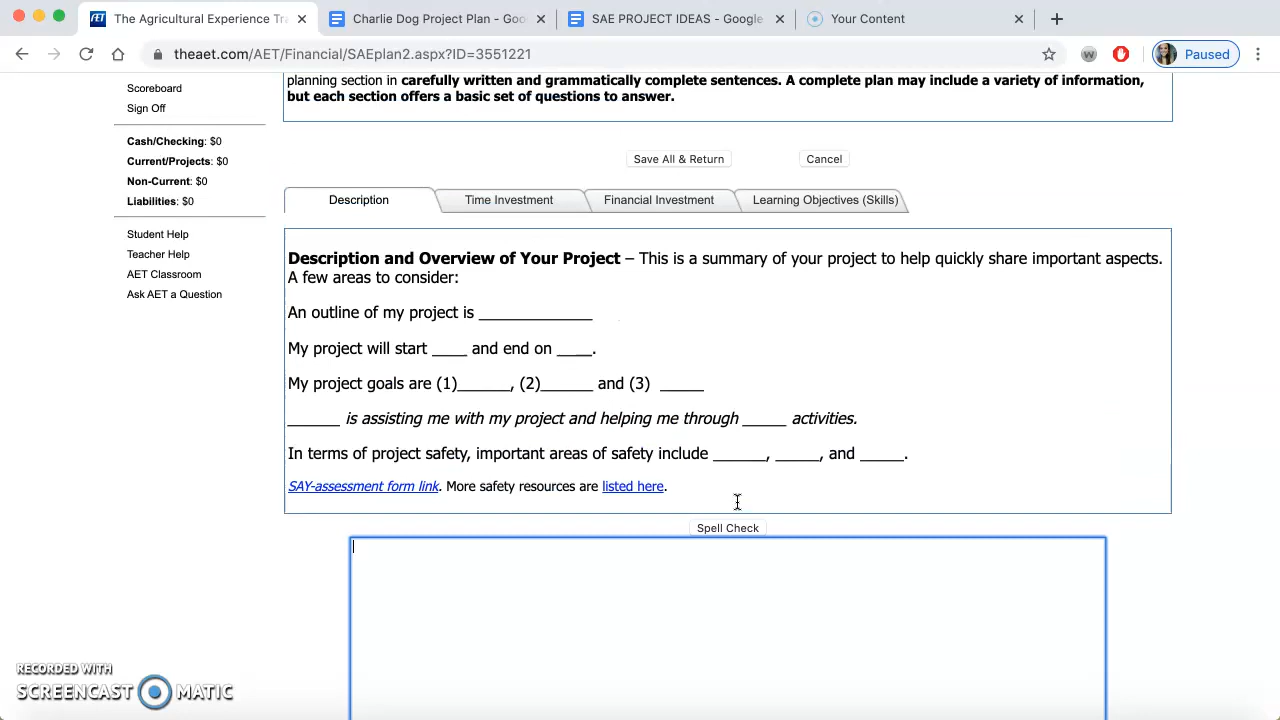 The Agricultural Experience Tra
Charlie Dog Project Plan - Goo
SAE PROJECT IDEAS - Google
Your Content
theaet.com/AET/Financial/SAEplan2.aspx?ID=3551221
W
Paused
planning section in carefully written and grammatically complete sentences. A complete plan may include a variety of information,
but each section offers a basic set of questions to answer.
Scoreboard
Sign Off
Cash/Checking: $0
Current/Projects: $0
Non-Current: $0
Liabilities: $0
Student Help
Teacher Help
AET Classroom
Ask AET a Question
Save All & Return
Cancel
Description
Time Investment
Financial Investment
Learning Objectives (Skills)
Description and Overview of Your Project – This is a summary of your project to help quickly share important aspects.
A few areas to consider:
An outline of my project is _____________
My project will start ____ and end on ____.
My project goals are (1)______, (2)______ and (3) _____
______ is assisting me with my project and helping me through _____ activities.
In terms of project safety, important areas of safety include ______, _____, and _____.
SAY-assessment form link. More safety resources are listed here.
Spell Check
RECORDED WITH
SCREENCAST MATIC